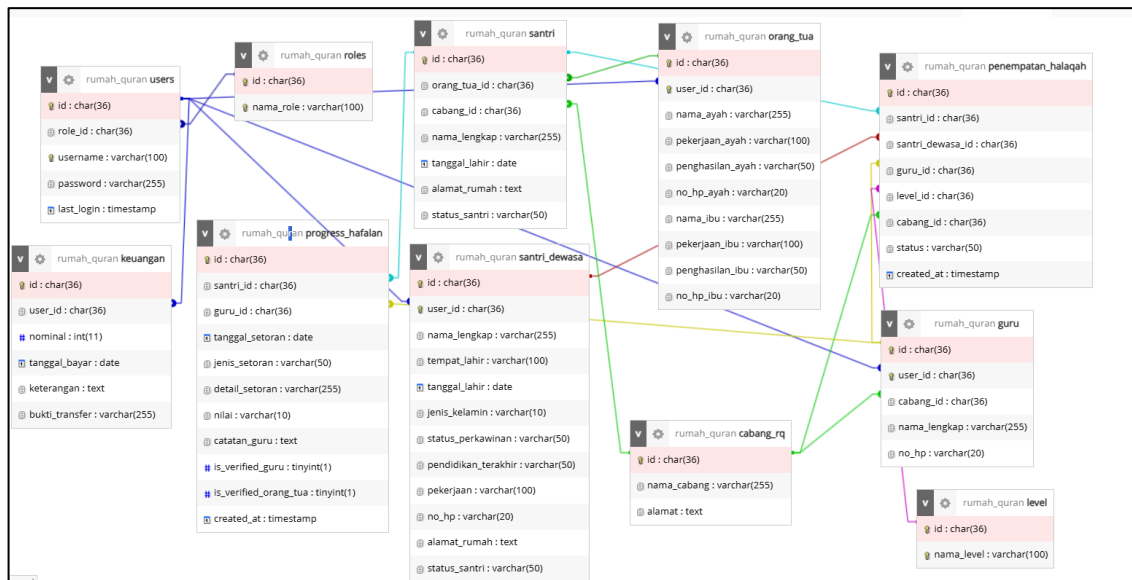 v rumah_quran users
id : char(36)
role_id : char(36)
username : varchar(100)
password : varchar(255)
last_login : timestamp
v rumah_quran roles
id : char(36)
nama_role : varchar(100)
v rumah_quran santri
id : char(36)
orang_tua_id : char(36)
cabang_id : char(36)
nama_lengkap : varchar(255)
tanggal_lahir : date
alamat_rumah : text
status_santri : varchar(50)
v rumah_quran orang_tua
id : char(36)
user_id : char(36)
nama_ayah : varchar(255)
pekerjaan_ayah : varchar(100)
penghasilan_ayah : varchar(50)
no_hp_ayah : varchar(20)
nama_ibu : varchar(255)
pekerjaan_ibu : varchar(100)
penghasilan_ibu : varchar(50)
no_hp_ibu : varchar(20)
v rumah_quran penempatan_halaqah
id : char(36)
santri_id : char(36)
santri_dewasa_id : char(36)
guru_id : char(36)
level_id : char(36)
cabang_id : char(36)
status : varchar(50)
created_at : timestamp
v rumah_quran keuangan
id : char(36)
user_id : char(36)
# nominal : int(11)
tanggal_bayar : date
keterangan : text
bukti_transfer : varchar(255)
v rumah_quran progress_hafalan
id : char(36)
santri_id : char(36)
guru_id : char(36)
tanggal_setoran : date
jenis_setoran : varchar(50)
detail_setoran : varchar(255)
nilai : varchar(10)
catatan_guru : text
# is_verified_guru : tinyint(1)
# is_verified_orang_tua : tinyint(1)
created_at : timestamp
v rumah_quran santri_dewasa
id : char(36)
user_id : char(36)
nama_lengkap : varchar(255)
tempat_lahir : varchar(100)
tanggal_lahir : date
jenis_kelamin : varchar(10)
status_perkawinan : varchar(50)
pendidikan_terakhir : varchar(50)
pekerjaan : varchar(100)
no_hp : varchar(20)
alamat_rumah : text
status_santri : varchar(50)
v rumah_quran cabang_rq
id : char(36)
nama_cabang : varchar(255)
alamat : text
v rumah_quran guru
id : char(36)
user_id : char(36)
cabang_id : char(36)
nama_lengkap : varchar(255)
no_hp : varchar(20)
v rumah_quran level
id : char(36)
nama_level : varchar(100)